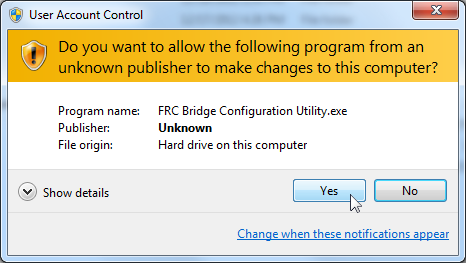 User Account Control
Do you want to allow the following program from an
unknown publisher to make changes to this computer?
Program name: FRC Bridge Configuration Utility.exe
Publisher: Unknown
File origin: Hard drive on this computer
Show details
Yes No
Change when these notifications appear